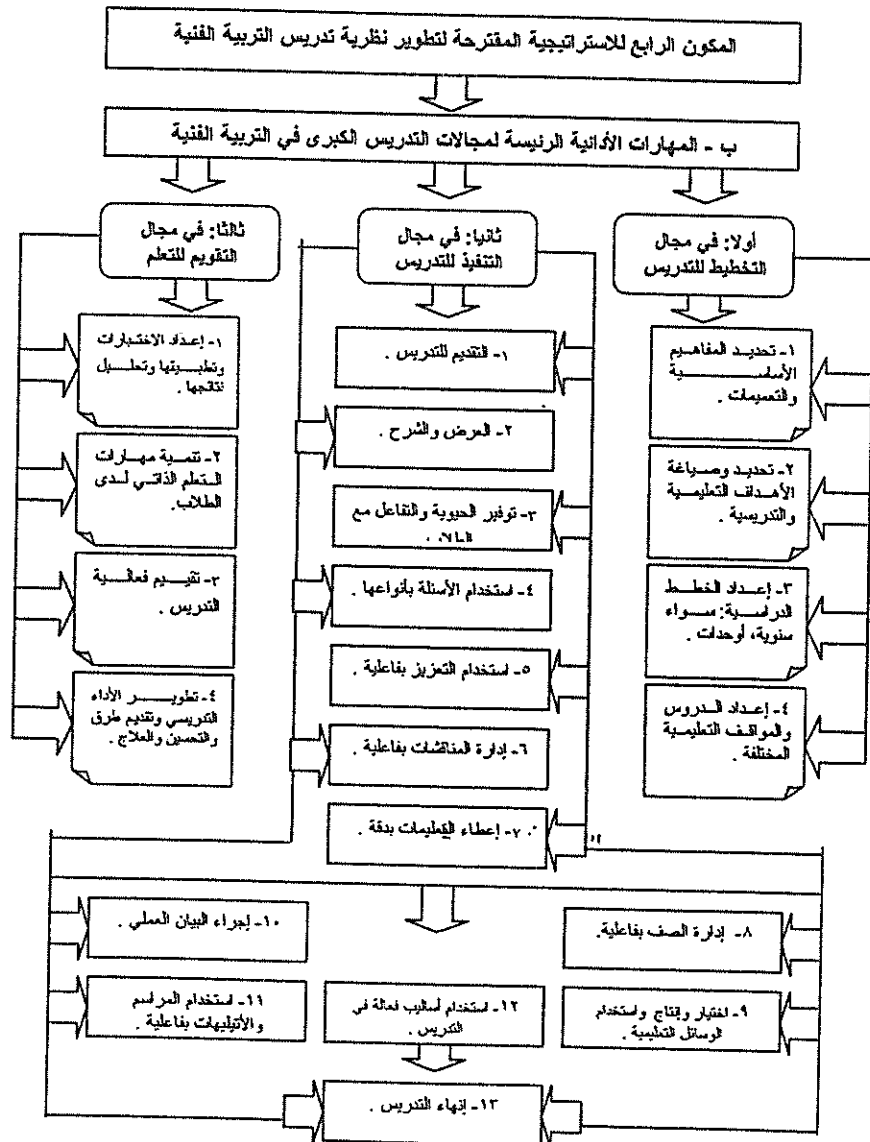 المكون الرابع للاستراتيجية المقترحة لتطوير نظرية تدريس التربية الفنية
ب - المهارات الأدائية الرئيسة لمجالات التدريس الكبرى في التربية الفنية
أولا: في مجال
التخطيط للتدريس
١- تحديد المفاهيم
الأساسية
والتعميمات .
٢- تحديد وصياغة
الأهداف التعليمية
والتدريسية .
٣- إعداد الخطط
الدراسية: سواء
سنوية، أوحدات .
٤- إعداد الدروس
والمواقف التعليمية
المختلفة .
ثانيا: في مجال
التنفيذ للتدريس
١- التقديم للتدريس .
٢- العرض والشرح .
٣- توفير الحيوية والتفاعل مع
٤- استخدام الأسئلة بأنواعها .
٥- استخدام التعزيز بفاعلية .
٦- إدارة المناقشات بفاعلية .
٧- إعطاء التعليمات بدقة .
ثالثا: في مجال
التقويم للتعلم
١- إعداد الاختبارات
وتطبيقها وتحليل
نتائجها .
٢- تنمية مهارات
التعلم الذاتي لدى
الطلاب.
٣- تقييم فعالية
التدريس .
٤- تطوير الأداء
التدريسي وتقديم طرق
والتحسين والعلاج .
٨- إدارة الصف بفاعلية.
٩- اختيار وإنتاج واستخدام
الوسائل التعليمية .
١٠- إجراء البيان العملي .
١١- استخدام المراسم
والأتيليهات بفاعلية .
١٢- استخدام أساليب فعالة في
التدريس .
١٣- إنهاء التدريس .